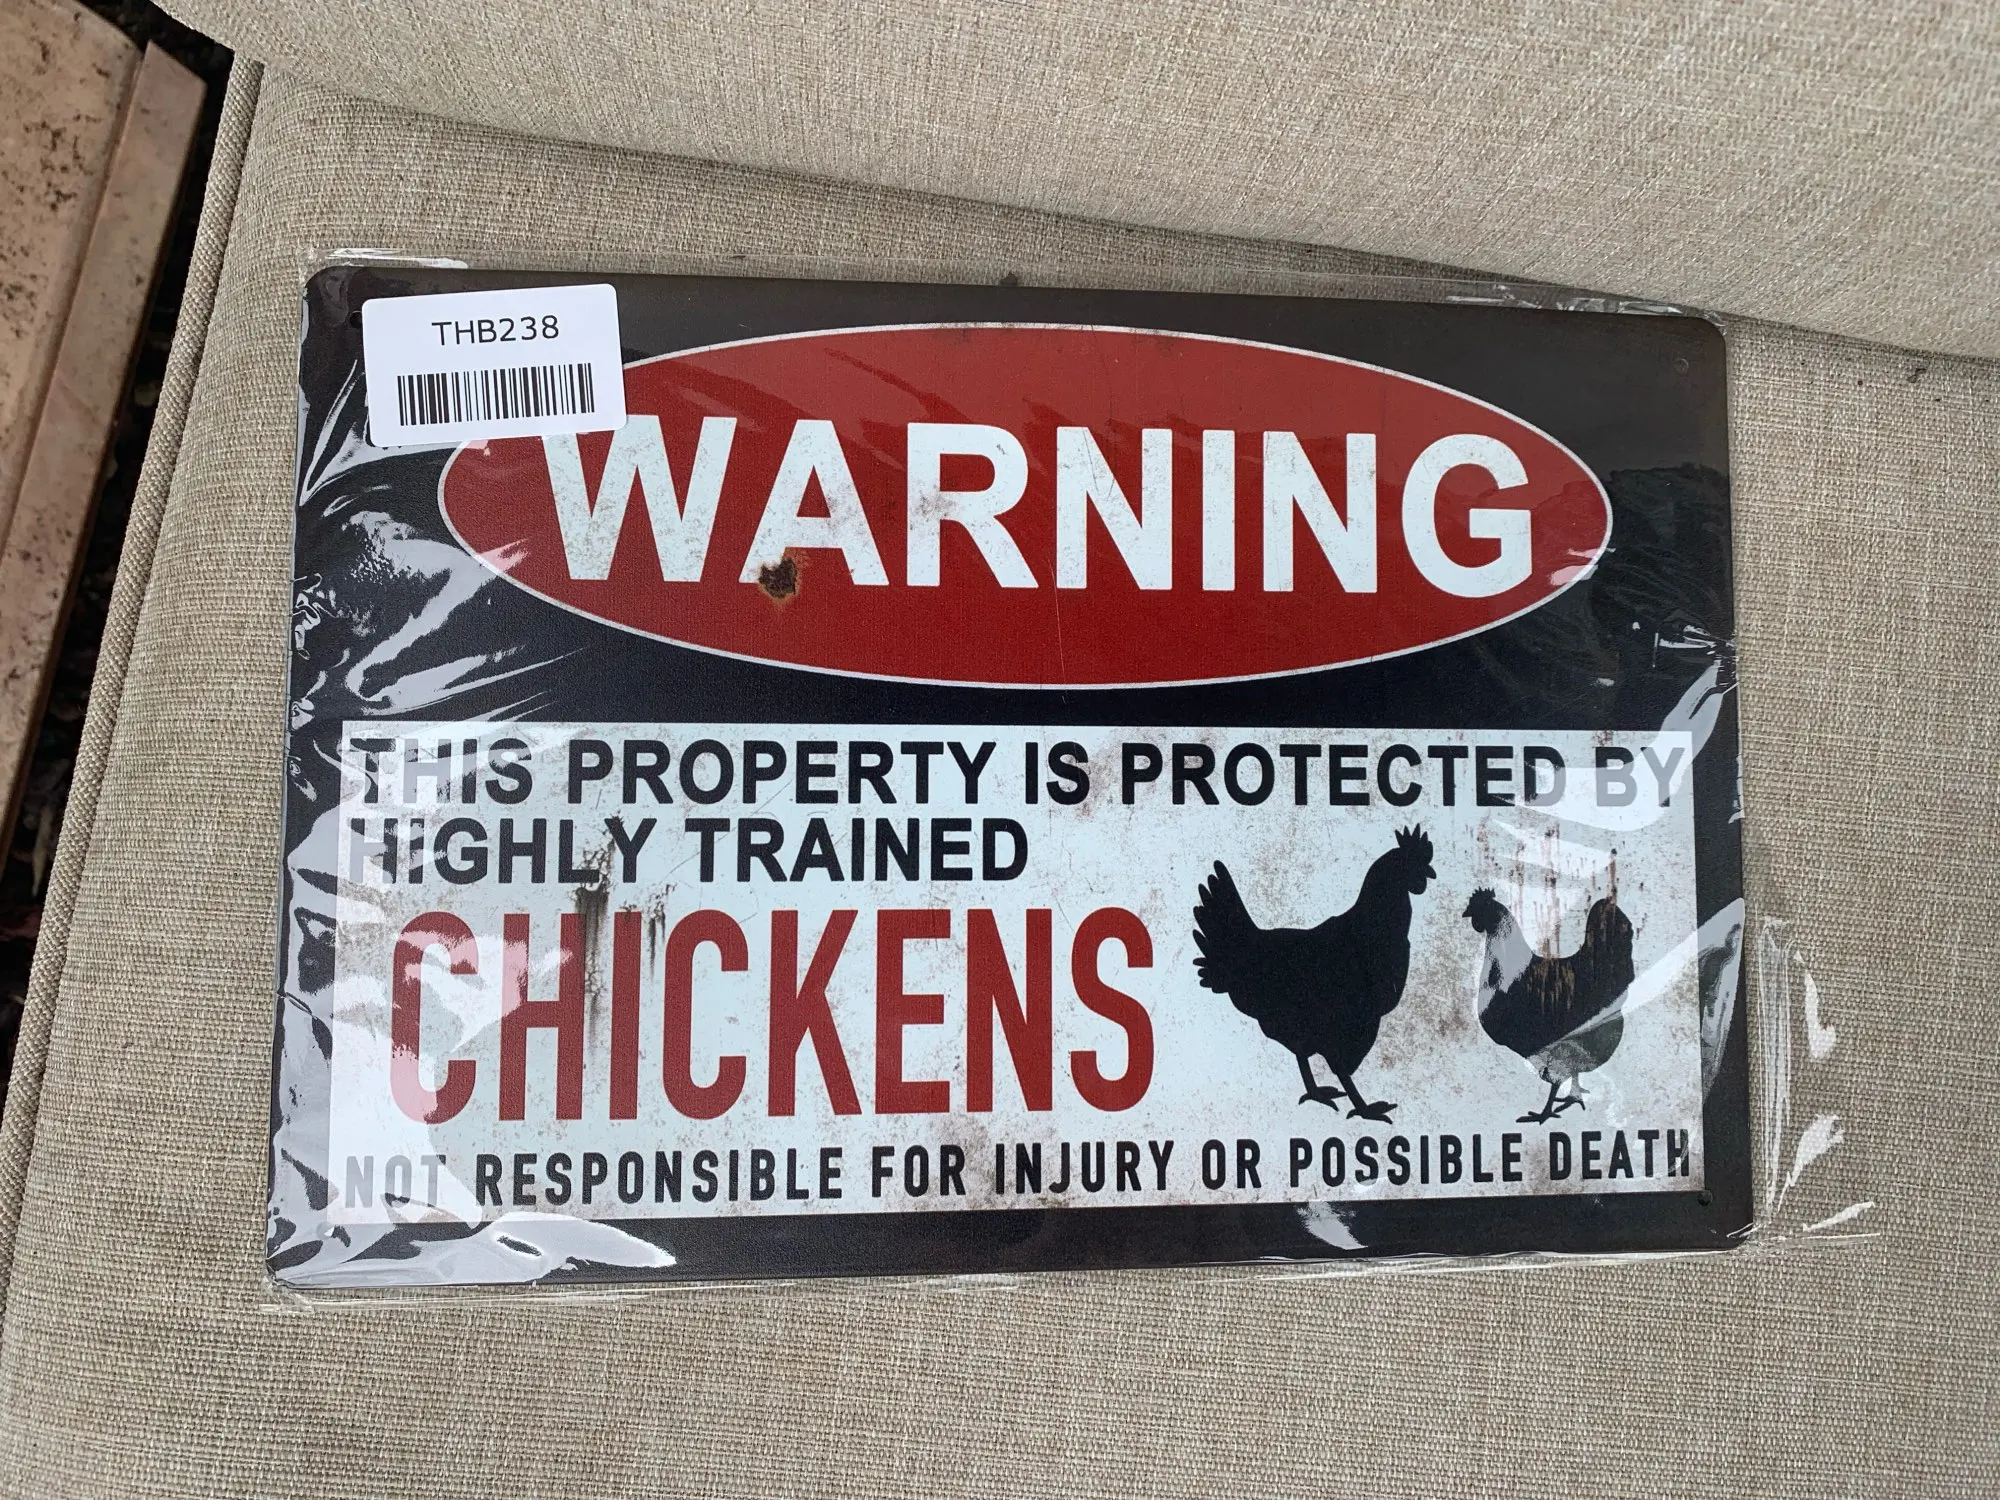 THB238
WARNING
THIS PROPERTY IS PROTECTED BY
HIGHLY TRAINED
CHICKENS
NOT RESPONSIBLE FOR INJURY OR POSSIBLE DEATH